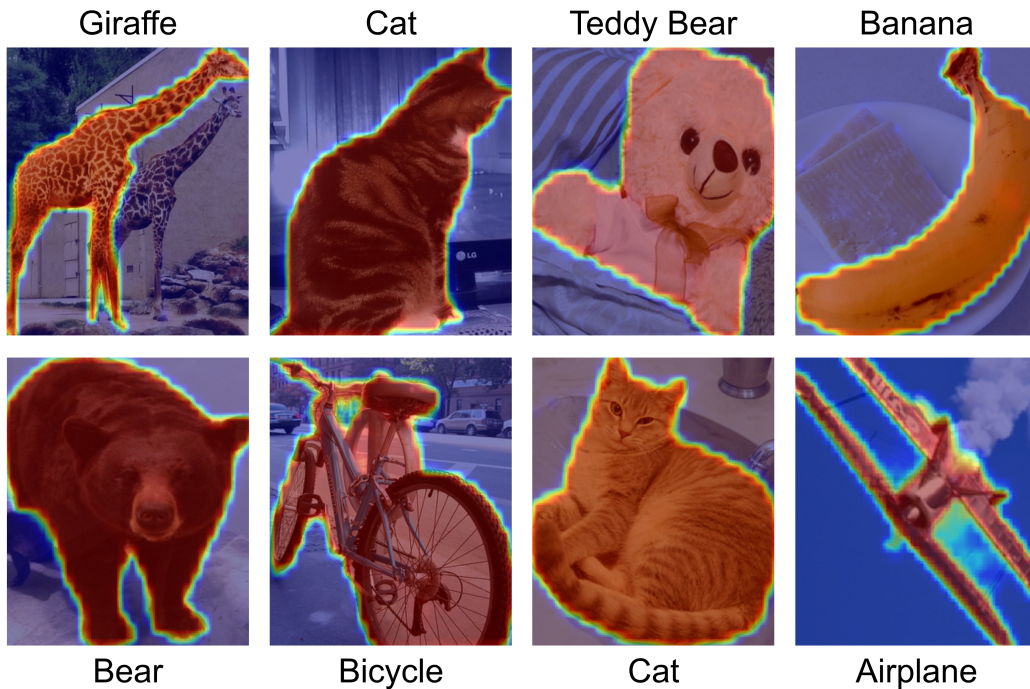 Giraffe
Cat
Teddy Bear
Banana
LG
Bear
Bicycle
Cat
Airplane